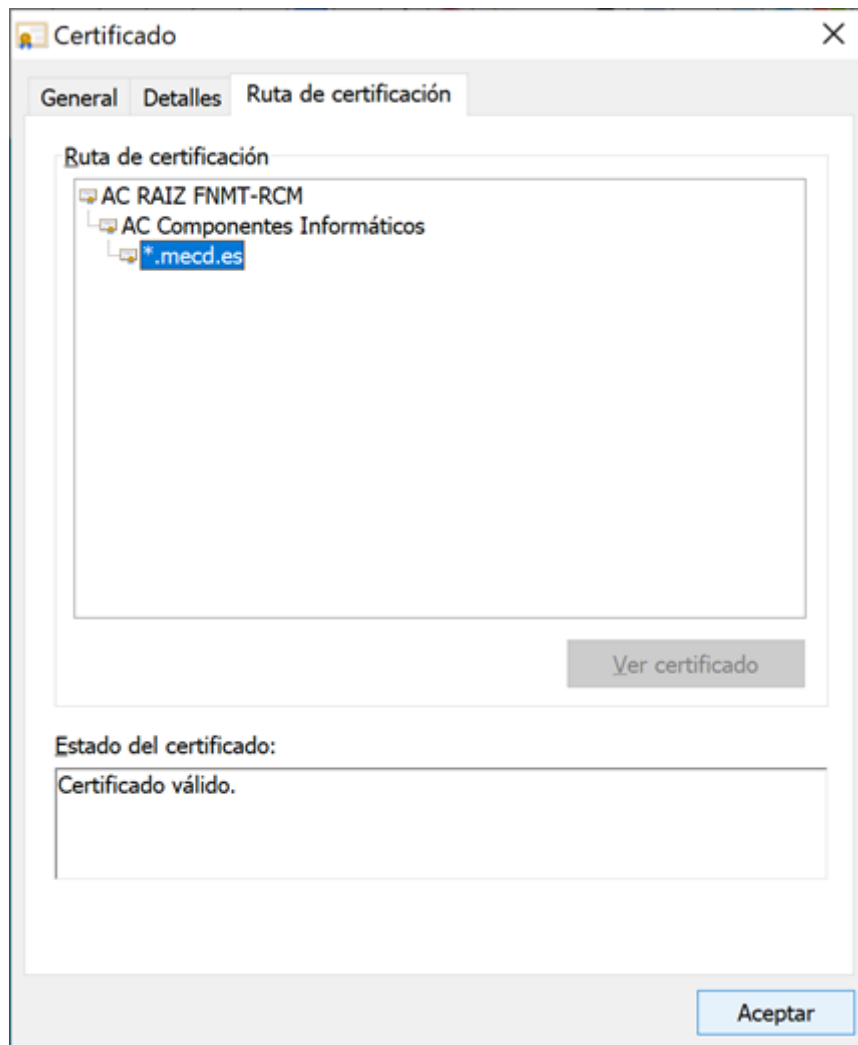 Certificado
General Detalles Ruta de certificación
Ruta de certificación
AC RAIZ FNMT-RCM
AC Componentes Informáticos
*.mecd.es
Ver certificado
Estado del certificado:
Certificado válido.
Aceptar